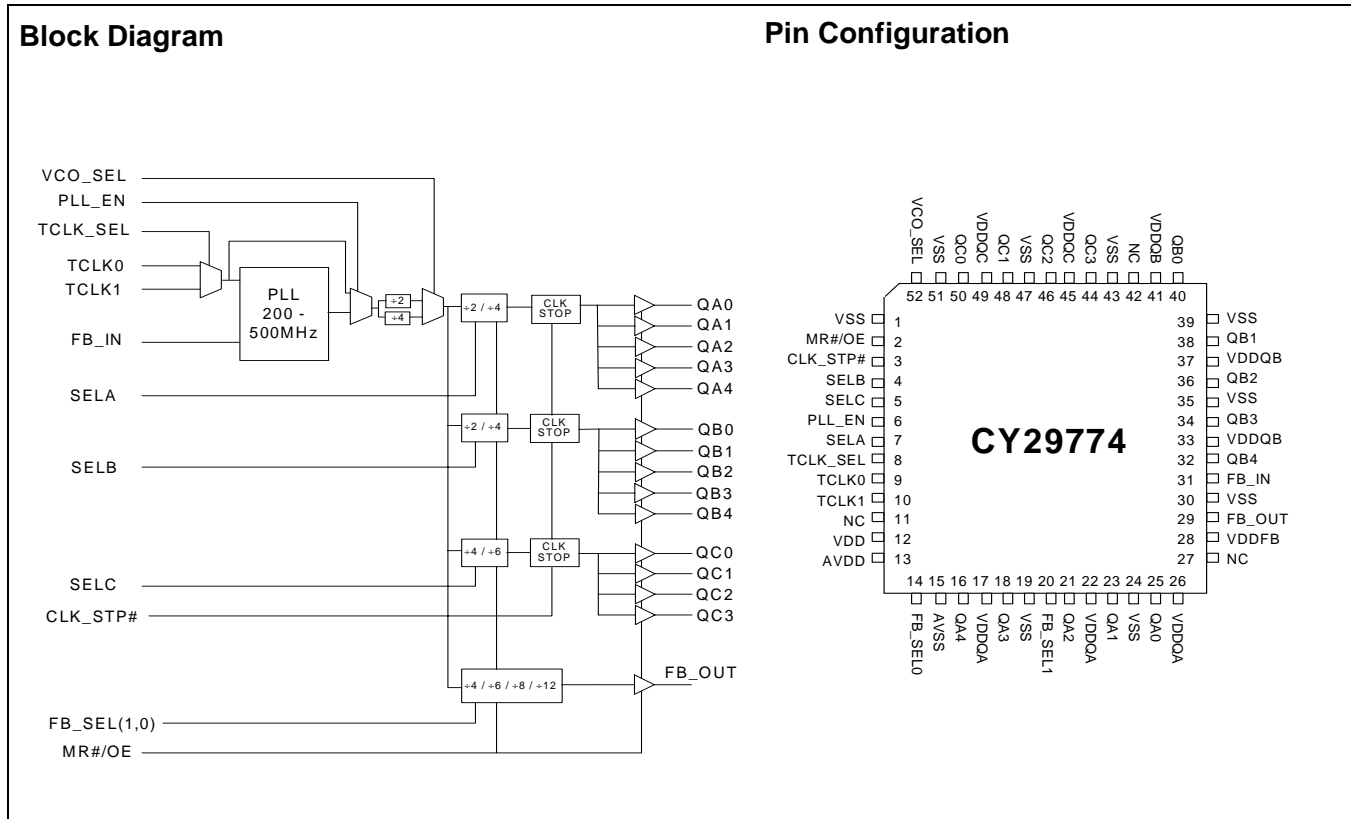 Block Diagram
Pin Configuration
VCO_SEL
PLL_EN
TCLK_SEL
TCLK0
TCLK1
FB_IN
SELA
SELB
SELC
CLK_STP#
FB_SEL(1,0)
MR#/OE
PLL
200 -
500MHz
÷2
÷4
÷2 / ÷4
CLK
STOP
QA0
QA1
QA2
QA3
QA4
÷2 / ÷4
CLK
STOP
QB0
QB1
QB2
QB3
QB4
÷4 / ÷6
CLK
STOP
QC0
QC1
QC2
QC3
÷4 / ÷6 / ÷8 / ÷12
FB_OUT
CY29774
VSS 1
MR#/OE 2
CLK_STP# 3
SELB 4
SELC 5
PLL_EN 6
SELA 7
TCLK_SEL 8
TCLK0 9
TCLK1 10
NC 11
VDD 12
AVDD 13
14 FB_SEL0
15 AVSS
16 QA4
17 VDDQA
18 QA3
19 VSS
20 FB_SEL1
21 QA2
22 VDDQA
23 QA1
24 VSS
25 QA0
26 VDDQA
27 NC
28 VDDFB
29 FB_OUT
30 VSS
31 FB_IN
32 QB4
33 VDDQB
34 QB3
35 VSS
36 QB2
37 VDDQB
38 QB1
39 VSS
40 QB0
41 VDDQB
42 NC
43 VSS
44 QC3
45 VDDQC
46 QC2
47 VSS
48 QC1
49 VDDQC
50 QC0
51 VSS
52 VCO_SEL